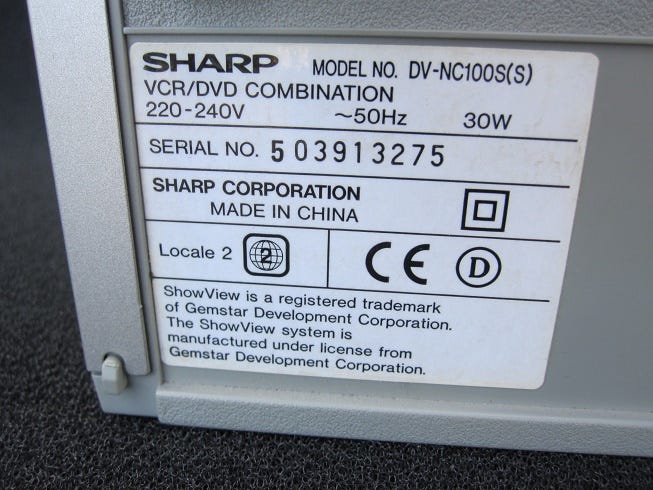 SHARP MODEL NO. DV-NC100S(S)
VCR/DVD COMBINATION
220-240V ~50Hz 30W
SERIAL NO. 503913275
SHARP CORPORATION
MADE IN CHINA
Locale 2 2 CE D
ShowView is a registered trademark
of Gemstar Development Corporation.
The ShowView system is
manufactured under license from
Gemstar Development Corporation.